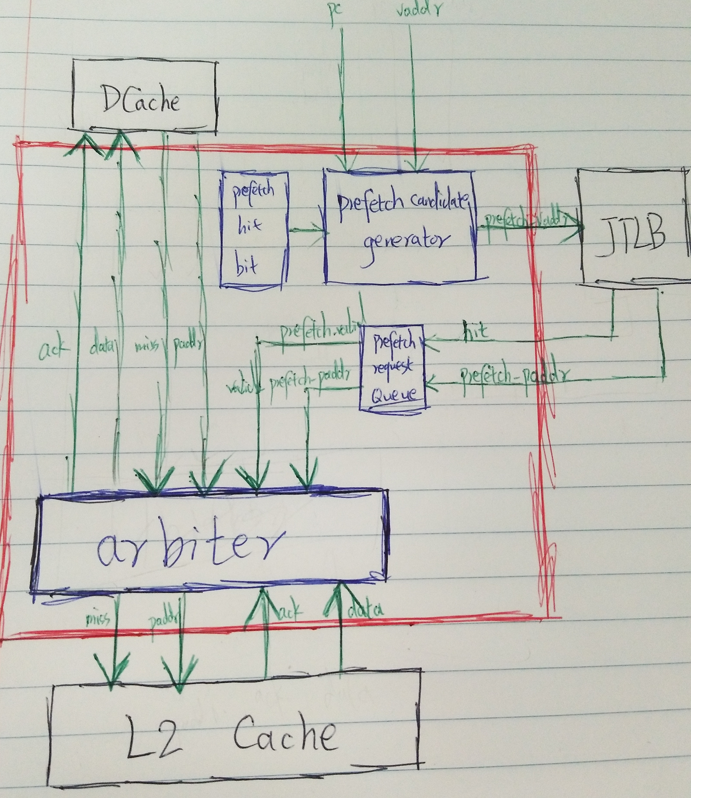 pc
vaddr
DCache
prefetch
hit
bit
prefetch candidate
generator
prefetch-vaddr
JTLB
ack
data
miss
paddr
prefetch-valid
valid
prefetch-paddr
prefetch
request
Queue
hit
prefetch-paddr
arbiter
miss
paddr
ack
data
L2 Cache